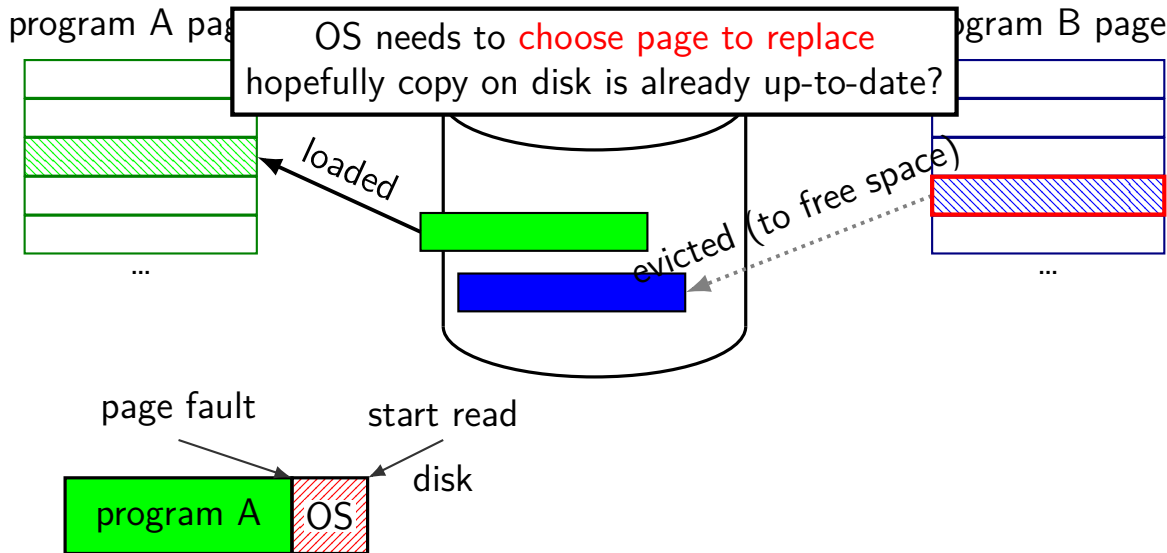 program A pag
OS needs to choose page to replace
hopefully copy on disk is already up-to-date?
ogram B page
loaded
evicted (to free space)
...
...
page fault
start read
disk
program A
OS